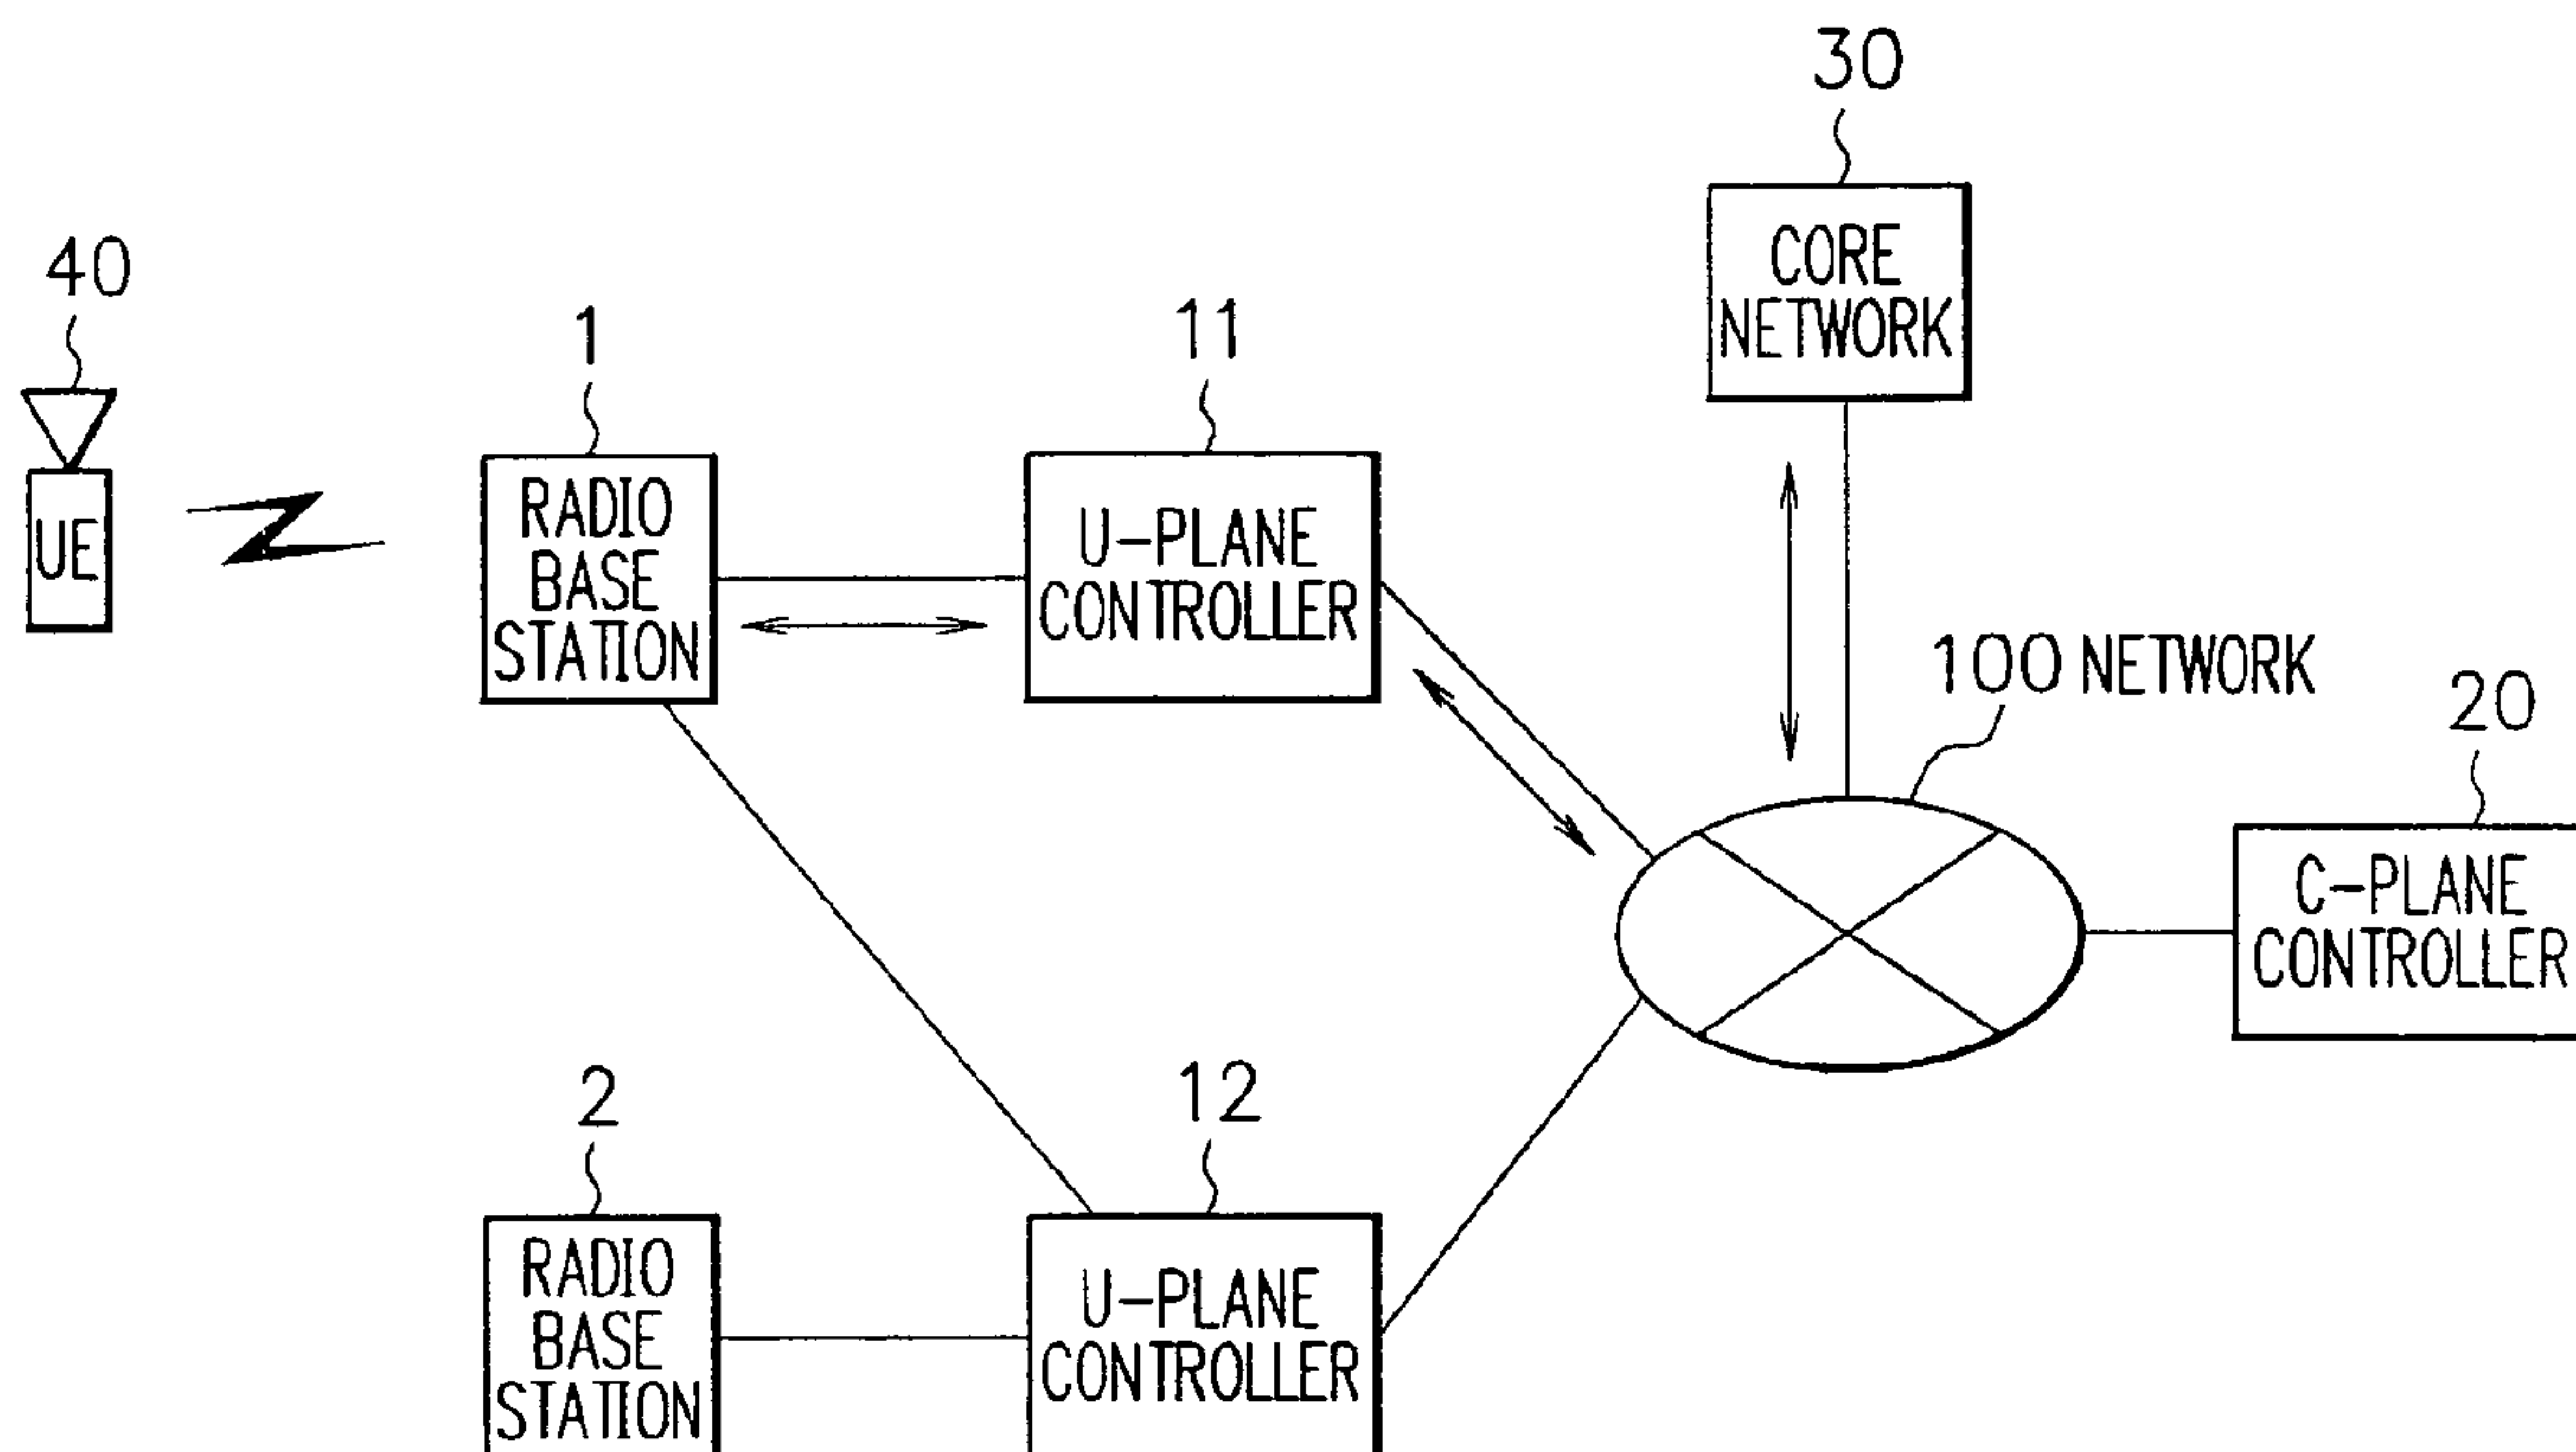 30
CORE
NETWORK
40
UE
1
RADIO
BASE
STATION
11
U-PLANE
CONTROLLER
100 NETWORK
20
C-PLANE
CONTROLLER
2
RADIO
BASE
STATION
12
U-PLANE
CONTROLLER